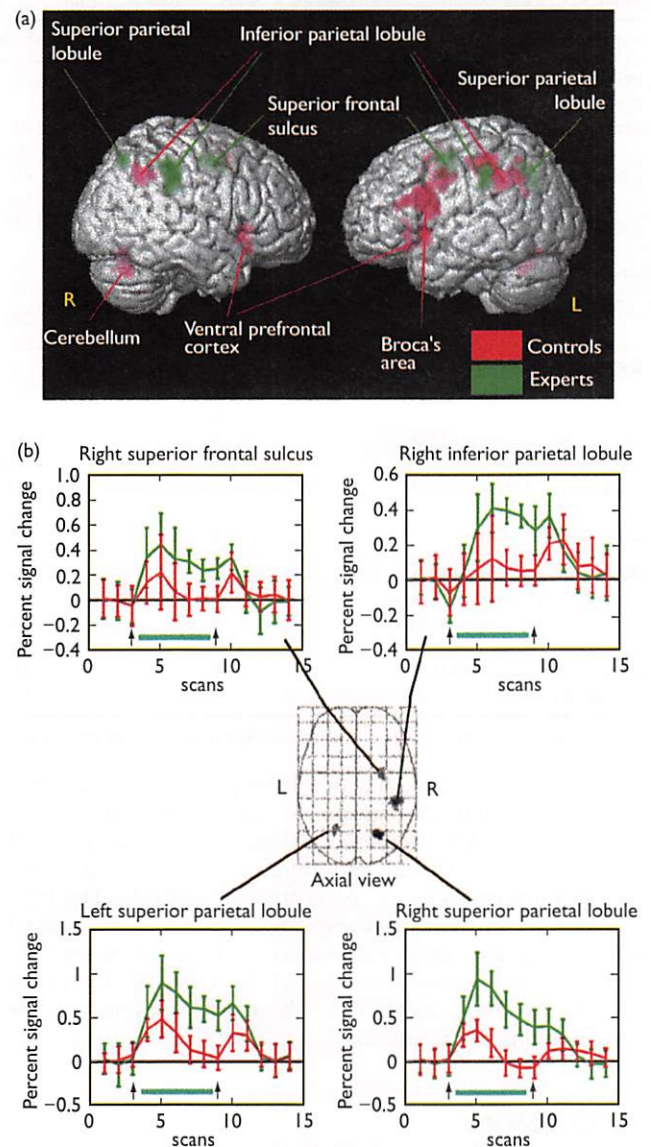 (a)
Superior parietal
lobule
Inferior parietal lobule
Superior frontal
sulcus
Superior parietal
lobule
R
L
Cerebellum
Ventral prefrontal
cortex
Broca's
area
Controls
Experts
(b)
Right superior frontal sulcus
Percent signal change
1.0
0.8
0.6
0.4
0.2
0
−0.2
−0.4
0 5 10 15
scans
Right inferior parietal lobule
Percent signal change
0.6
0.4
0.2
0
−0.2
−0.4
0 5 10 15
scans
L
R
Axial view
Left superior parietal lobule
Percent signal change
1.5
1
0.5
0
−0.5
0 5 10 15
scans
Right superior parietal lobule
Percent signal change
1.5
1
0.5
0
−0.5
0 5 10 15
scans